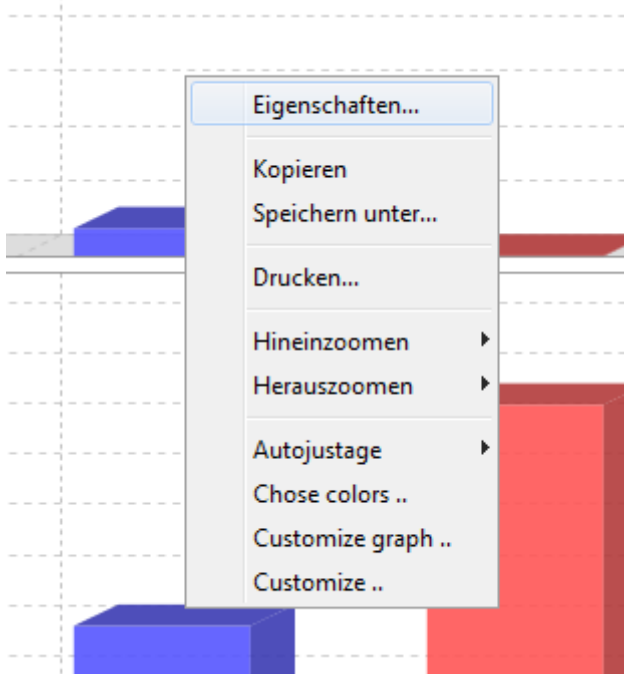 Eigenschaften...
Kopieren
Speichern unter...
Drucken...
Hineinzoomen
Herauszoomen
Autojustage
Chose colors ..
Customize graph ..
Customize ..